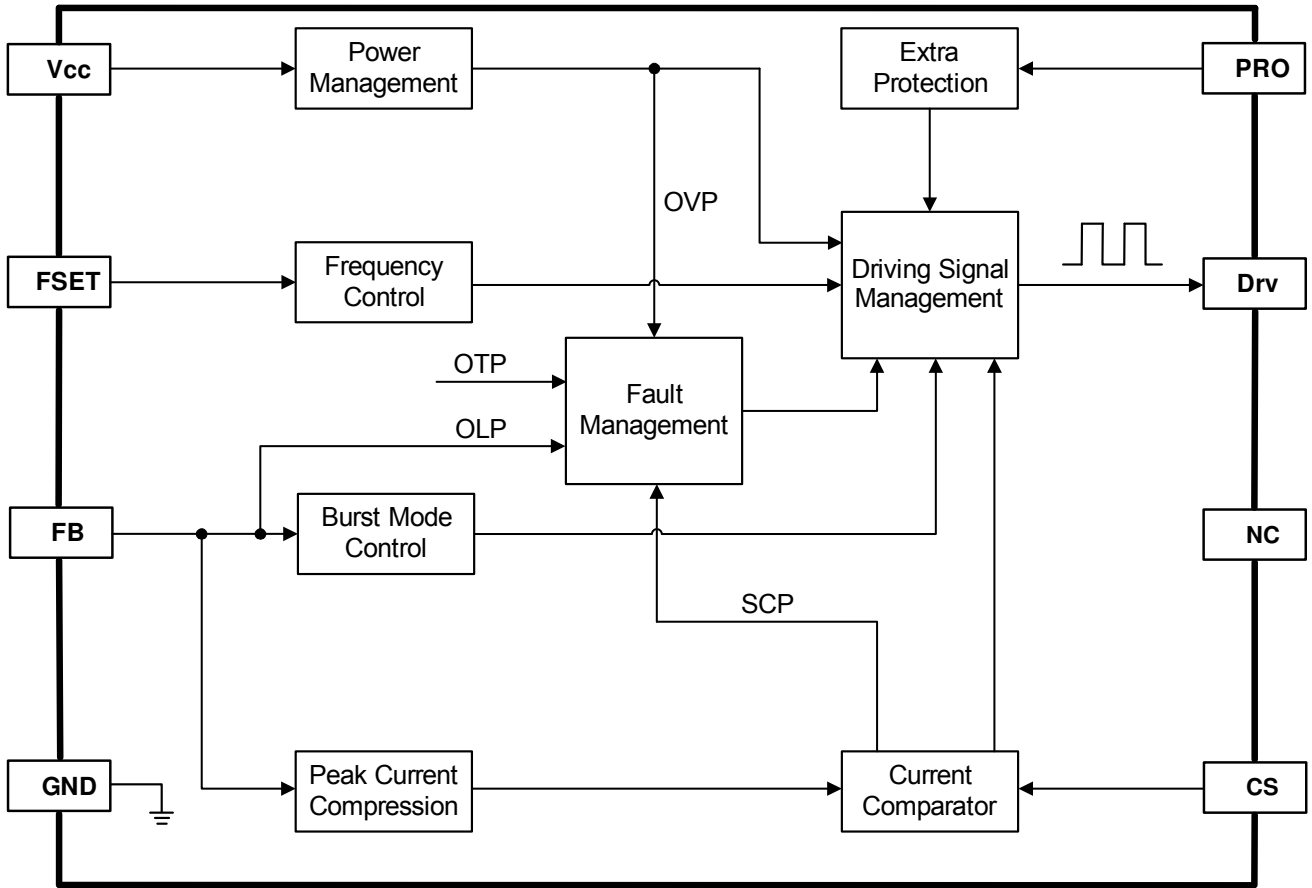 Vcc
Power
Management
Extra
Protection
PRO
OVP
FSET
Frequency
Control
Driving Signal
Management
Drv
OTP
Fault
Management
OLP
FB
Burst Mode
Control
NC
SCP
GND
Peak Current
Compression
Current
Comparator
CS